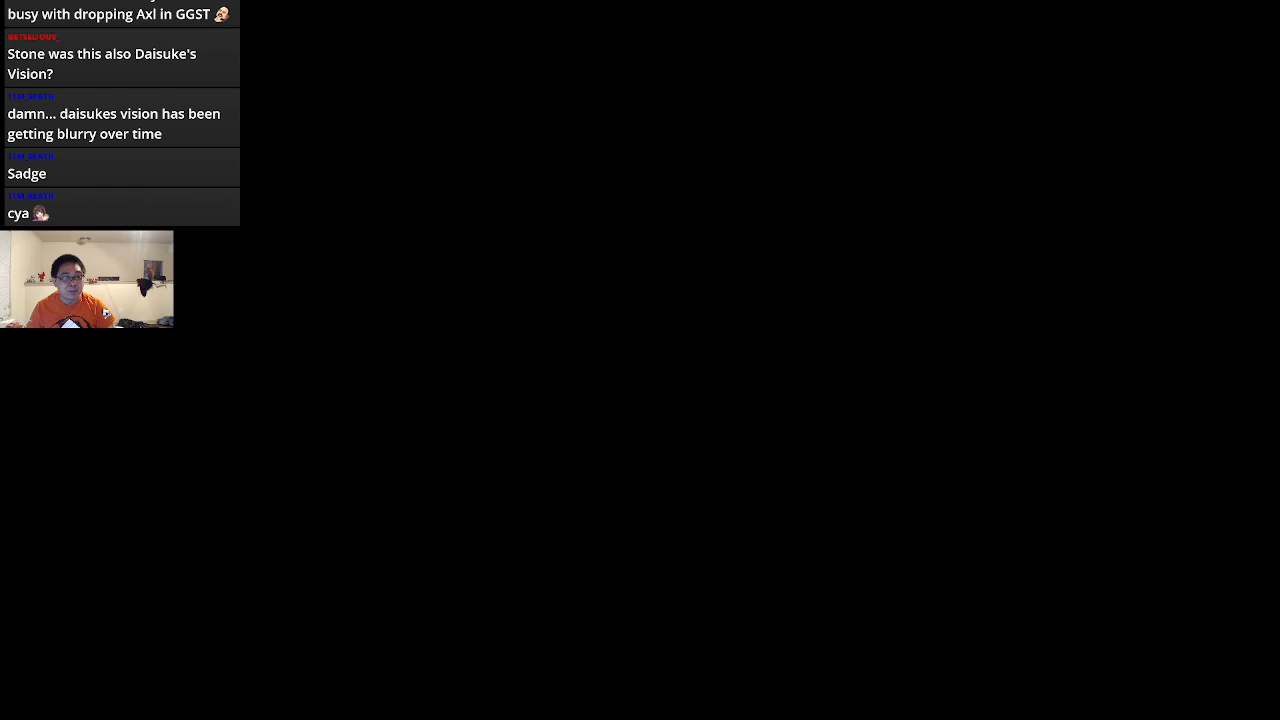 busy with dropping Axl in GGST
GETSELIOUS_
Stone was this also Daisuke's
Vision?
damn... daisukes vision has been
getting blurry over time
Sadge
cya